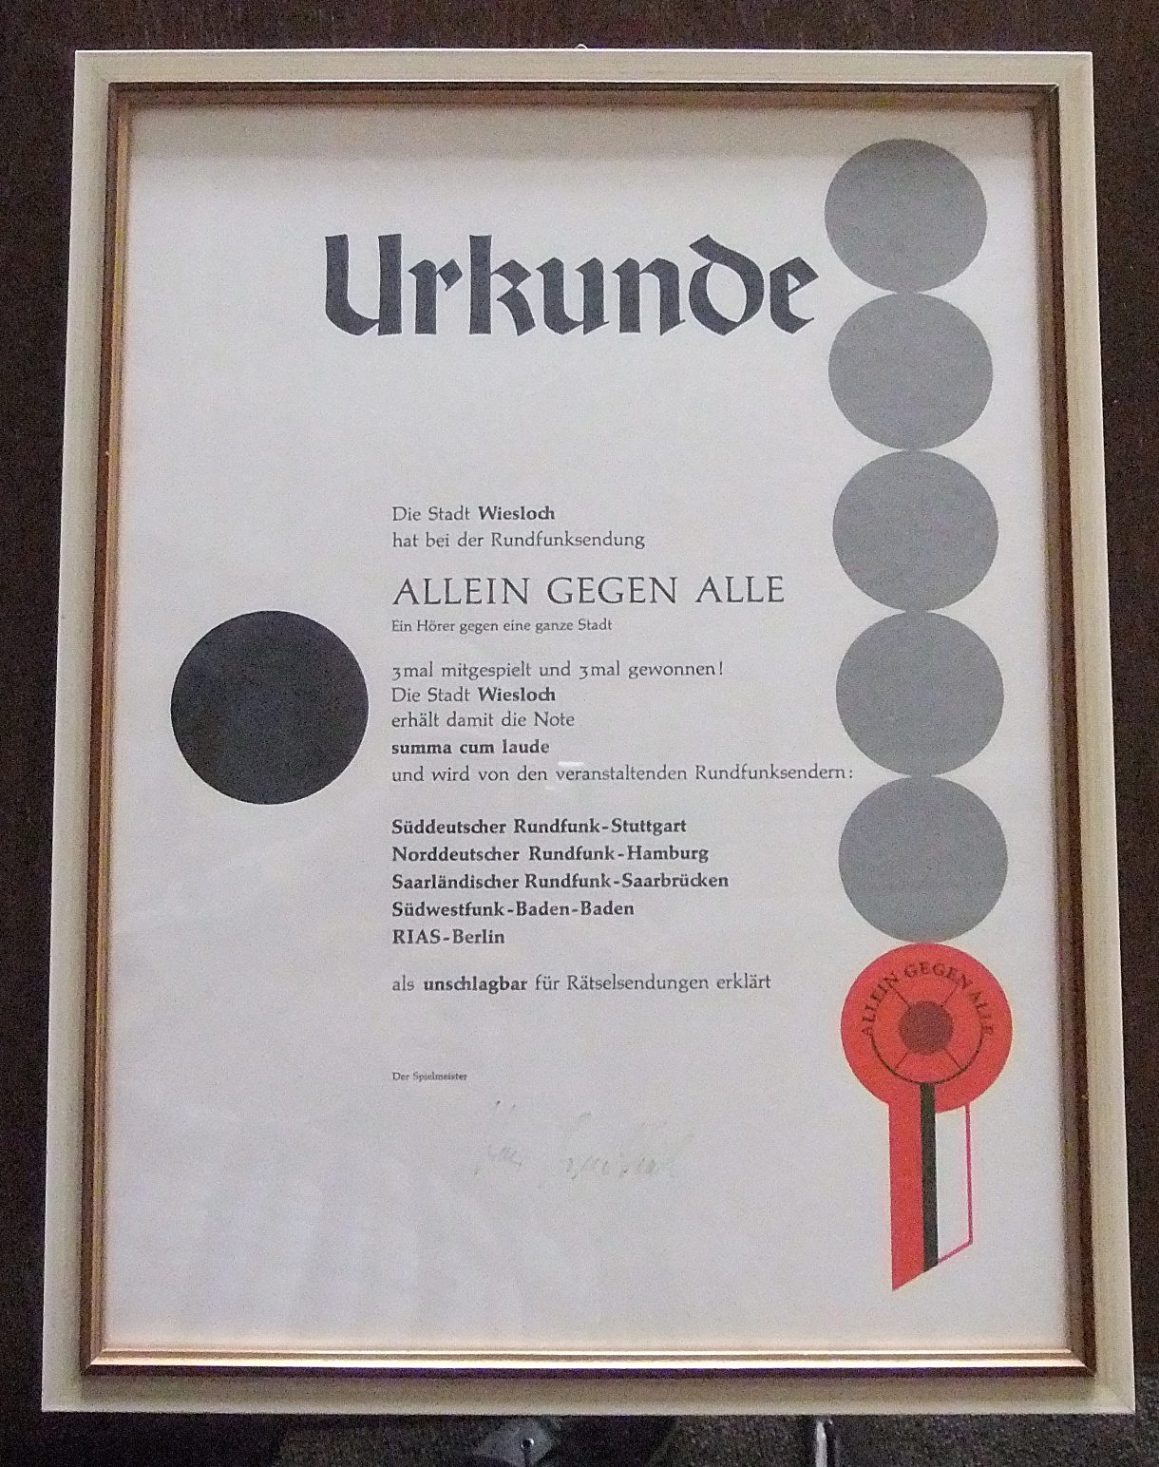 Urkunde
Die Stadt Wiesloch
hat bei der Rundfunksendung
ALLEIN GEGEN ALLE
Ein Hörer gegen eine ganze Stadt
3mal mitgespielt und 3mal gewonnen!
Die Stadt Wiesloch
erhält damit die Note
summa cum laude
und wird von den veranstaltenden Rundfunksendern:
Süddeutscher Rundfunk-Stuttgart
Norddeutscher Rundfunk-Hamburg
Saarländischer Rundfunk-Saarbrücken
Südwestfunk-Baden-Baden
RIAS-Berlin
als unschlagbar für Rätselsendungen erklärt
ALLEIN GEGEN ALLE
Der Spielmeister